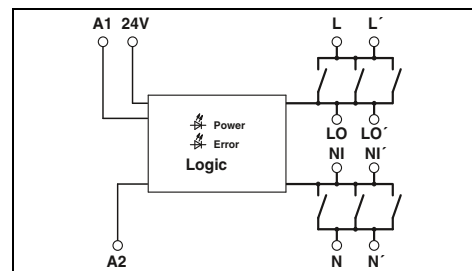 A1 24V L L´
Power
Error
Logic
LO LO´
NI NI´
A2 N N´